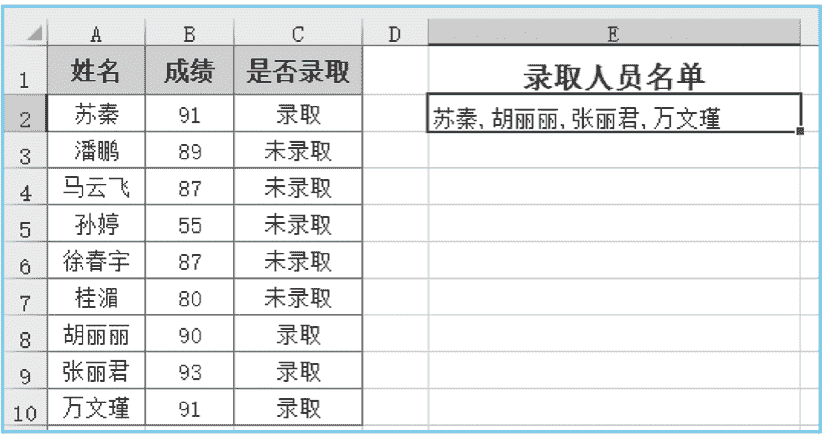 A B C D E
1 姓名 成绩 是否录取 录取人员名单
2 苏秦 91 录取 苏秦,胡丽丽,张丽君,万文瑾
3 潘鹏 89 未录取
4 马云飞 87 未录取
5 孙婷 55 未录取
6 徐春宇 87 未录取
7 桂湄 80 未录取
8 胡丽丽 90 录取
9 张丽君 93 录取
10 万文瑾 91 录取